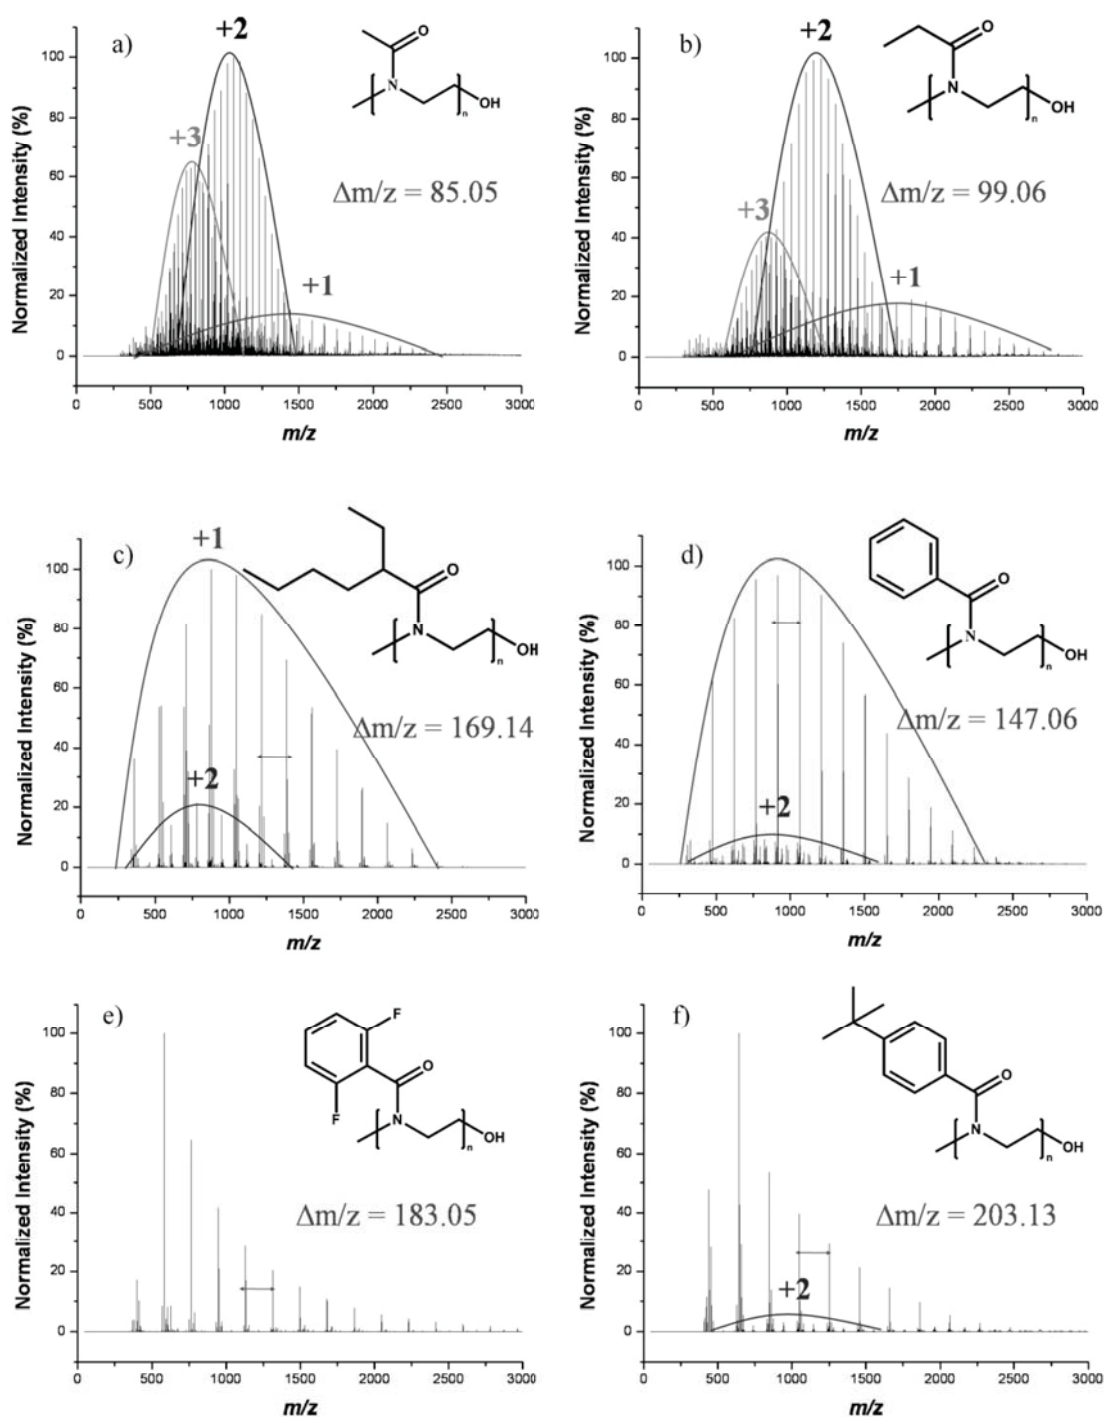 a)
+2
+3
+1
Δm/z = 85.05
O
N
n
OH
Normalized Intensity (%)
100
80
60
40
20
0
0 500 1000 1500 2000 2500 3000
m/z
b)
+2
+3
+1
Δm/z = 99.06
O
N
n
OH
Normalized Intensity (%)
100
80
60
40
20
0
0 500 1000 1500 2000 2500 3000
m/z
c)
+1
+2
Δm/z = 169.14
O
N
n
OH
Normalized Intensity (%)
100
80
60
40
20
0
0 500 1000 1500 2000 2500 3000
m/z
d)
+2
Δm/z = 147.06
O
N
n
OH
Normalized Intensity (%)
100
80
60
40
20
0
0 500 1000 1500 2000 2500 3000
m/z
e)
F
O
F
N
n
OH
Δm/z = 183.05
Normalized Intensity (%)
100
80
60
40
20
0
0 500 1000 1500 2000 2500 3000
m/z
f)
O
N
n
OH
Δm/z = 203.13
+2
Normalized Intensity (%)
100
80
60
40
20
0
0 500 1000 1500 2000 2500 3000
m/z